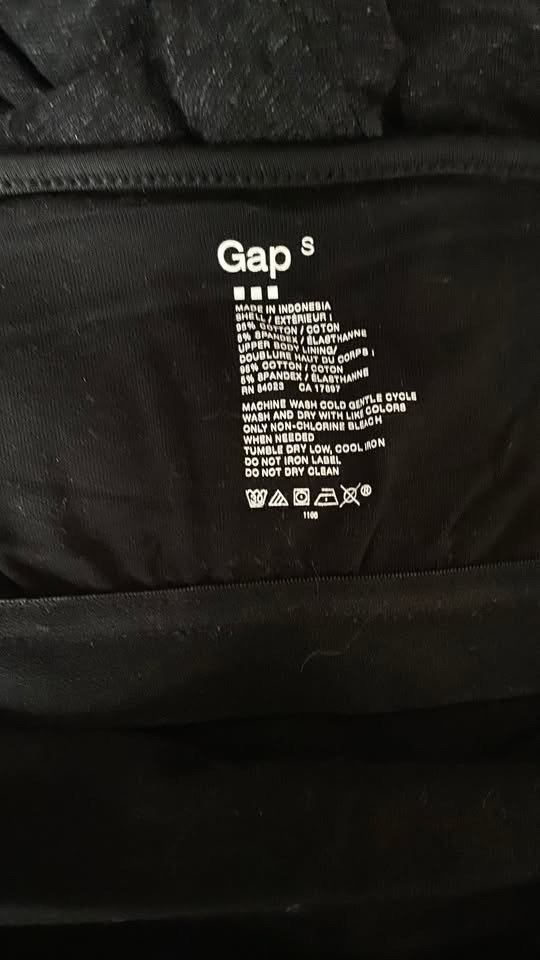 Gap S
MADE IN INDONESIA
SHELL / EXTÉRIEUR :
95% COTTON / COTON
5% SPANDEX / ÉLASTHANNE
UPPER BODY LINING/
DOUBLURE HAUT DU CORPS :
95% COTTON / COTON
5% SPANDEX / ÉLASTHANNE
RN 54023 CA 17897
MACHINE WASH COLD GENTLE CYCLE
WASH AND DRY WITH LIKE COLORS
ONLY NON-CHLORINE BLEACH
WHEN NEEDED
TUMBLE DRY LOW, COOL IRON
DO NOT IRON LABEL
DO NOT DRY CLEAN
®